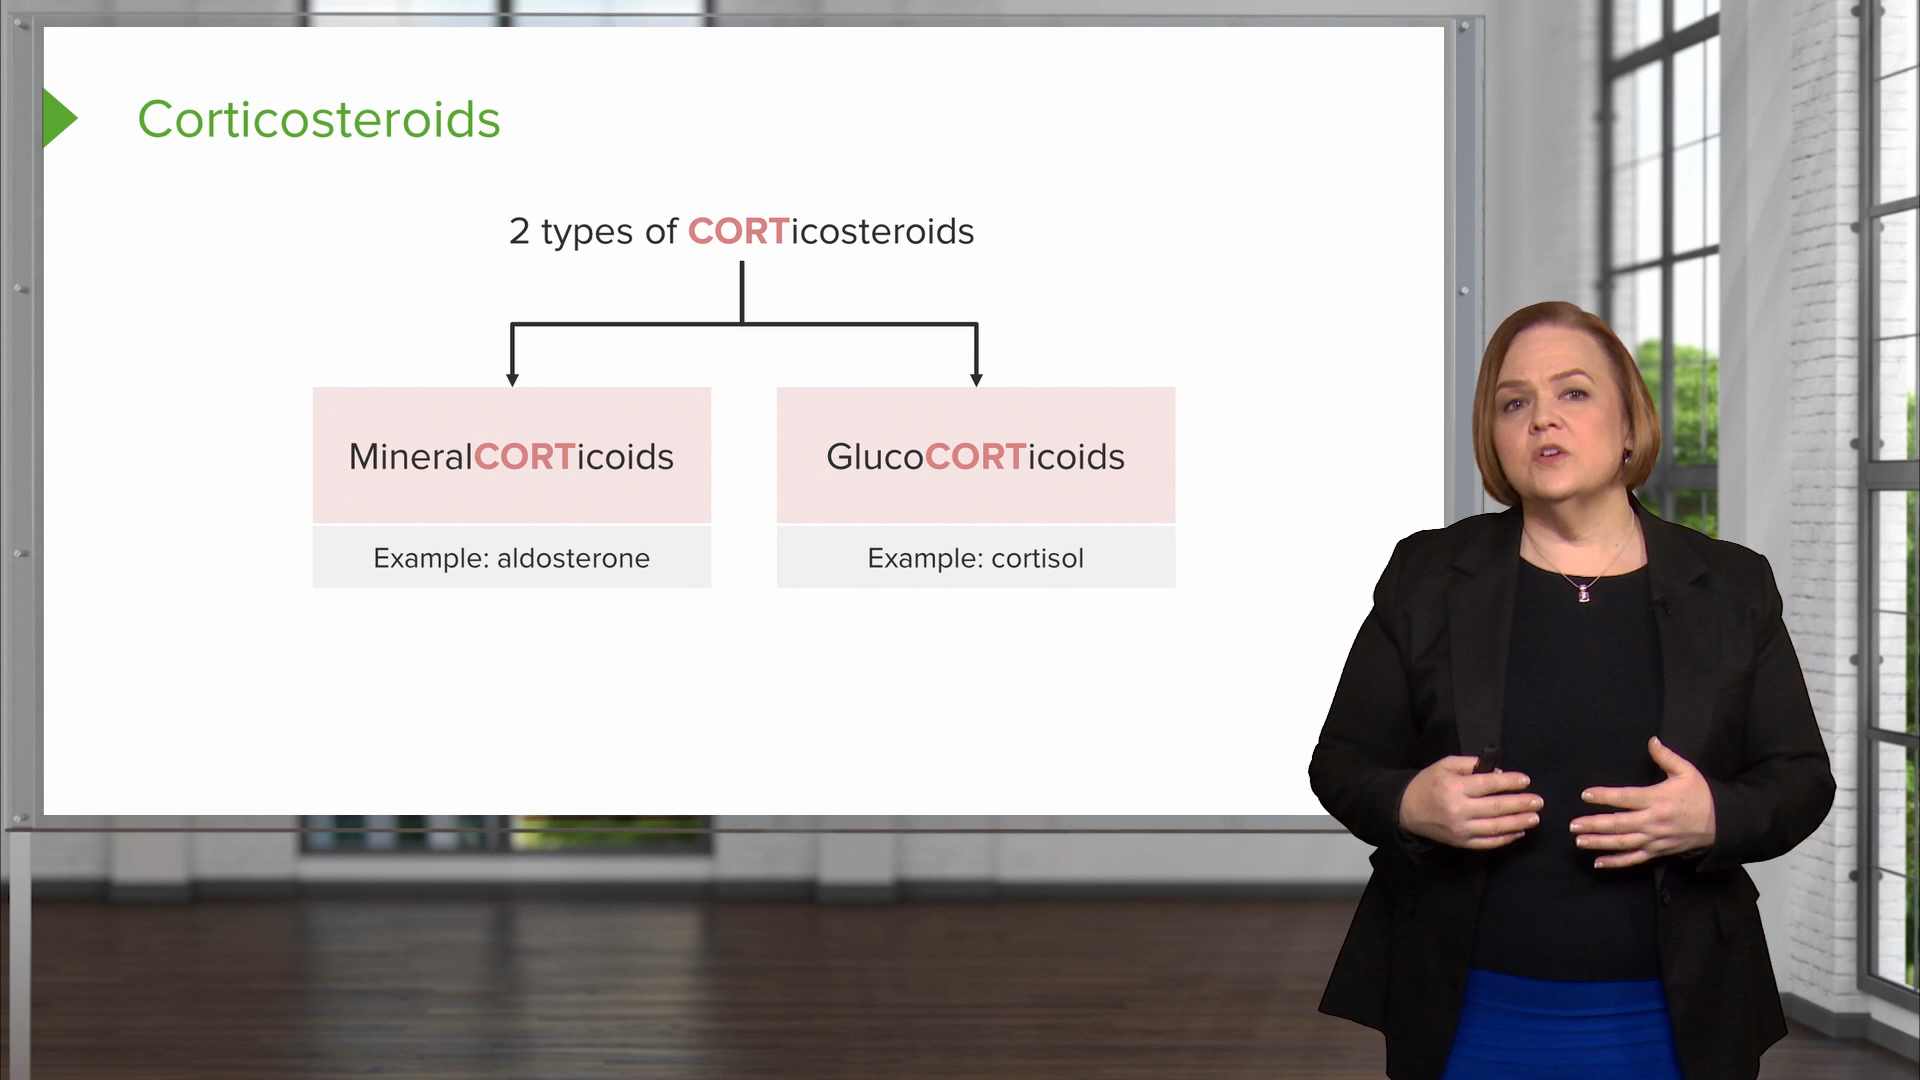 Corticosteroids
2 types of CORTicosteroids
MineralCORTicoids
GlucoCORTicoids
Example: aldosterone
Example: cortisol